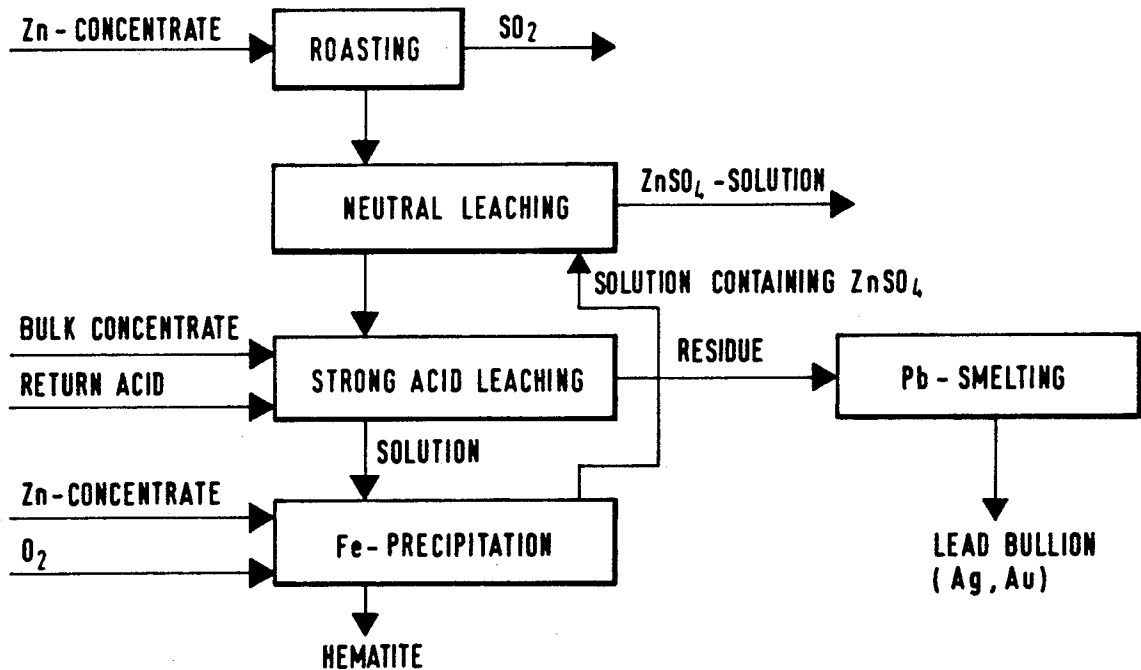 Zn-CONCENTRATE
ROASTING
SO₂
NEUTRAL LEACHING
ZnSO₄-SOLUTION
SOLUTION CONTAINING ZnSO₄
BULK CONCENTRATE
RETURN ACID
STRONG ACID LEACHING
RESIDUE
Pb-SMELTING
SOLUTION
Zn-CONCENTRATE
O₂
Fe-PRECIPITATION
LEAD BULLION
(Ag, Au)
HEMATITE